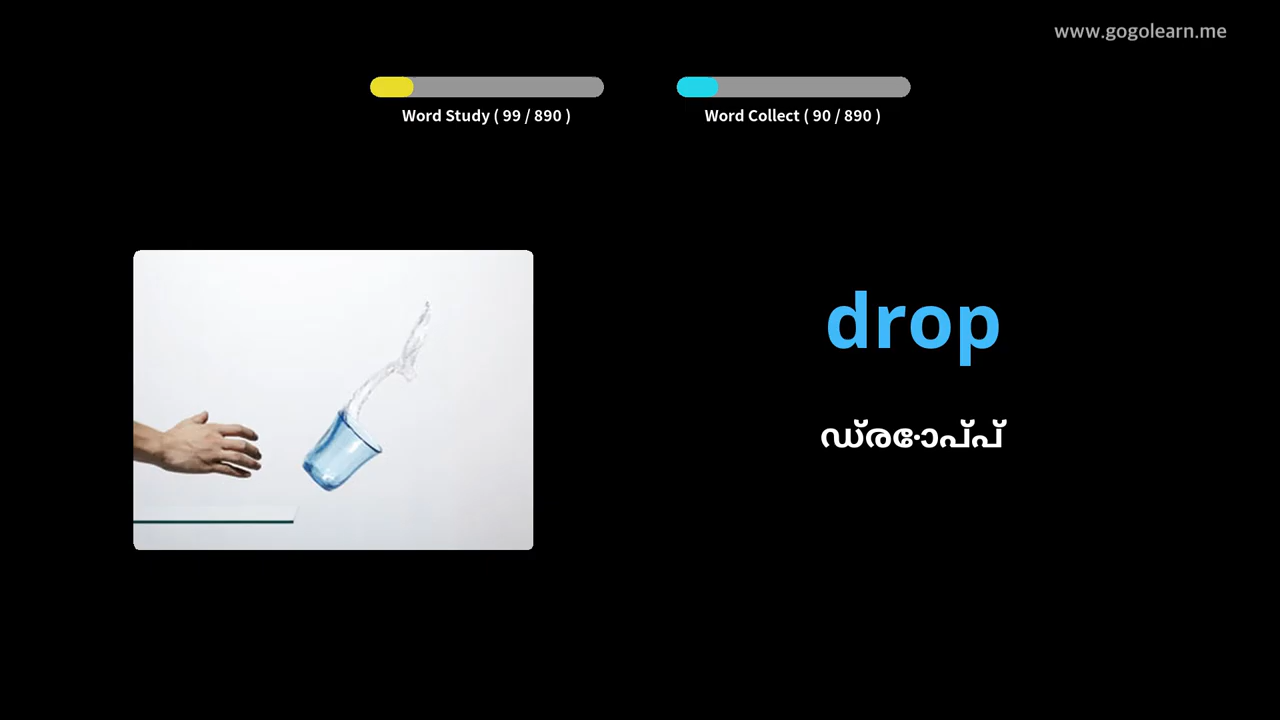 www.gogolearn.me
Word Study ( 99 / 890 )
Word Collect ( 90 / 890 )
drop
ഡ്രോപ്പ്